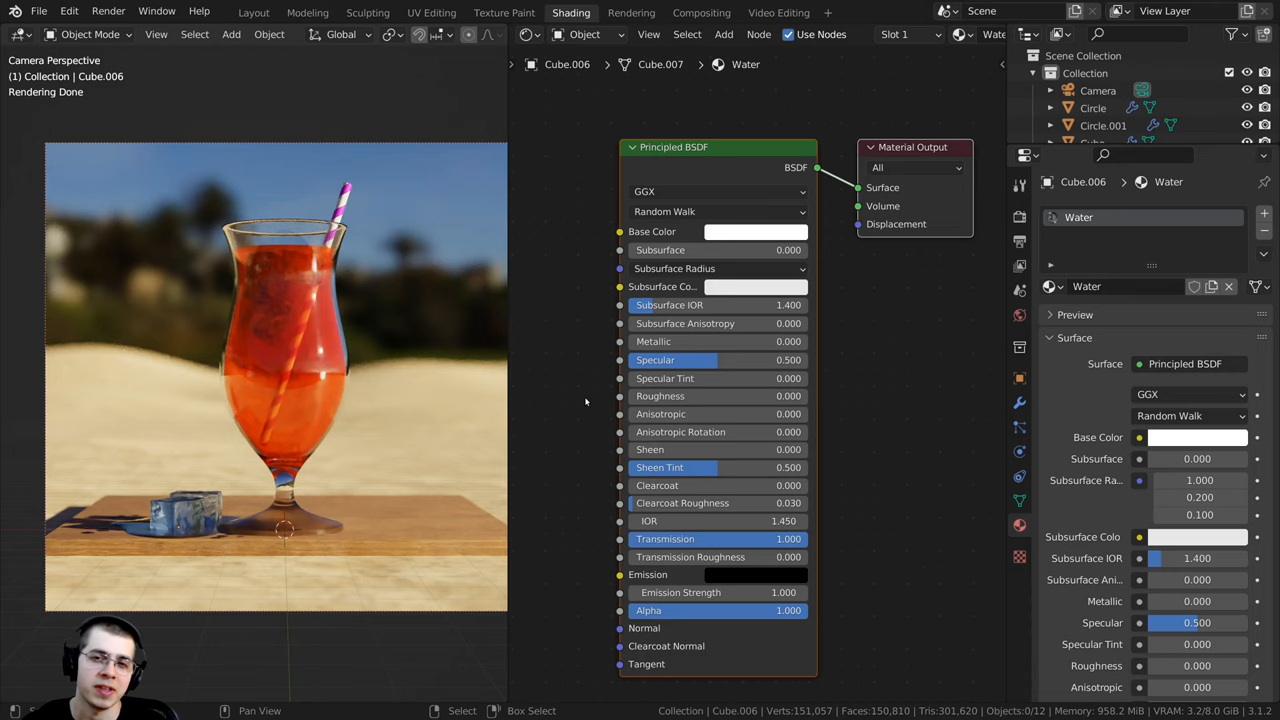 File Edit Render Window Help Layout Modeling Sculpting UV Editing Texture Paint Shading Rendering Compositing Video Editing + Scene View Layer
Object Mode View Select Add Object Global Object View Select Add Node Use Nodes Slot 1 Wate
Camera Perspective
(1) Collection | Cube.006
Rendering Done
Cube.006 Cube.007 Water
Principled BSDF
BSDF
GGX
Random Walk
Base Color
Subsurface 0.000
Subsurface Radius
Subsurface Co...
Subsurface IOR 1.400
Subsurface Anisotropy 0.000
Metallic 0.000
Specular 0.500
Specular Tint 0.000
Roughness 0.000
Anisotropic 0.000
Anisotropic Rotation 0.000
Sheen 0.000
Sheen Tint 0.500
Clearcoat 0.000
Clearcoat Roughness 0.030
IOR 1.450
Transmission 1.000
Transmission Roughness 0.000
Emission
Emission Strength 1.000
Alpha 1.000
Normal
Clearcoat Normal
Tangent
Material Output
All
Surface
Volume
Displacement
Scene Collection
Collection
Camera
Circle
Circle.001
Cube.006 Water
Water
Water
Preview
Surface
Surface Principled BSDF
GGX
Random Walk
Base Color
Subsurface 0.000
Subsurface Ra... 1.000
0.200
0.100
Subsurface Colo
Subsurface IOR 1.400
Subsurface Ani... 0.000
Metallic 0.000
Specular 0.500
Specular Tint 0.000
Roughness 0.000
Anisotropic 0.000
Pan View Select Box Select Collection | Cube.006 | Verts:151,057 | Faces:150,810 | Tris:301,620 | Objects:0/12 | Memory: 958.2 MiB | VRAM: 3.2/8.0 GiB | 3.1.2